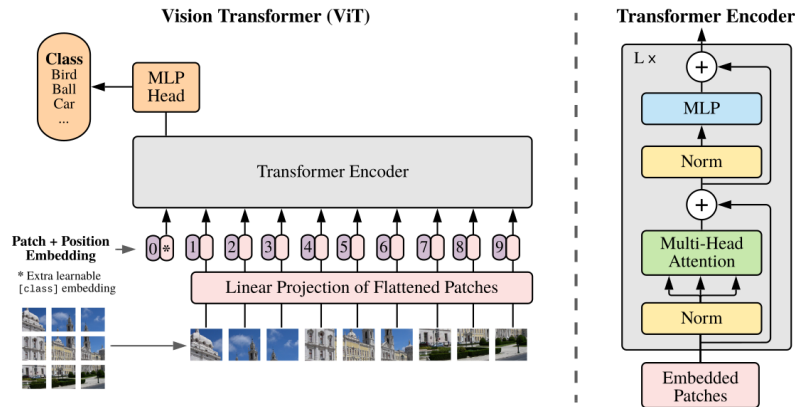 Vision Transformer (ViT)
Class
Bird
Ball
Car
...
MLP
Head
Transformer Encoder
Patch + Position
Embedding
0 * 1 2 3 4 5 6 7 8 9
* Extra learnable
[class] embedding
Linear Projection of Flattened Patches
Transformer Encoder
L ×
+
MLP
Norm
+
Multi-Head
Attention
Norm
Embedded
Patches